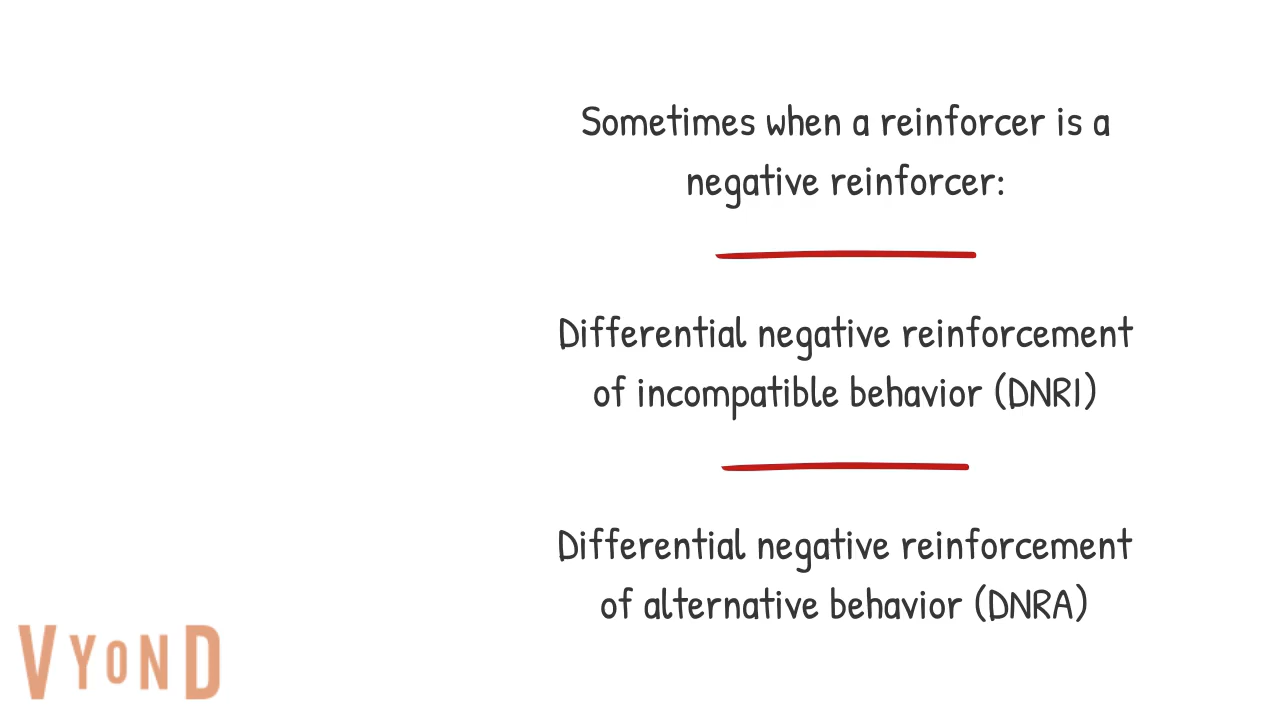 Sometimes when a reinforcer is a
negative reinforcer:
Differential negative reinforcement
of incompatible behavior (DNRI)
Differential negative reinforcement
of alternative behavior (DNRA)
VYOND